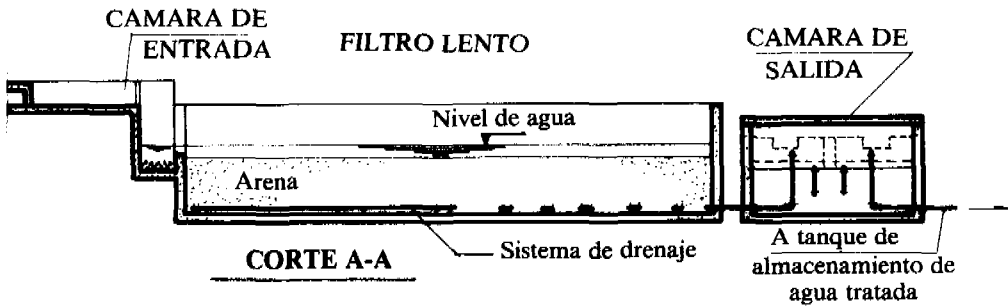 CAMARA DE
ENTRADA
FILTRO LENTO
CAMARA DE
SALIDA
Nivel de agua
Arena
Sistema de drenaje
CORTE A-A
A tanque de
almacenamiento de
agua tratada